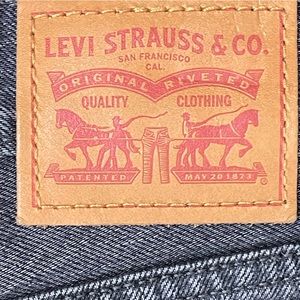 LEVI STRAUSS & CO.
SAN FRANCISCO
CAL.
ORIGINAL RIVETED
QUALITY CLOTHING
PATENTED MAY 20 1873